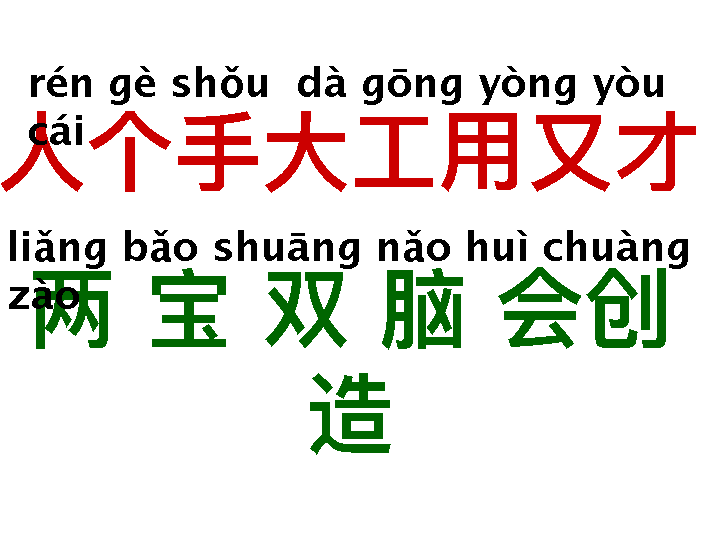 rén gè shǒu dà gōng yòng yòu
cái
人个手大工用又才
liǎng bǎo shuāng nǎo huì chuàng
zào
两 宝 双 脑 会创
造